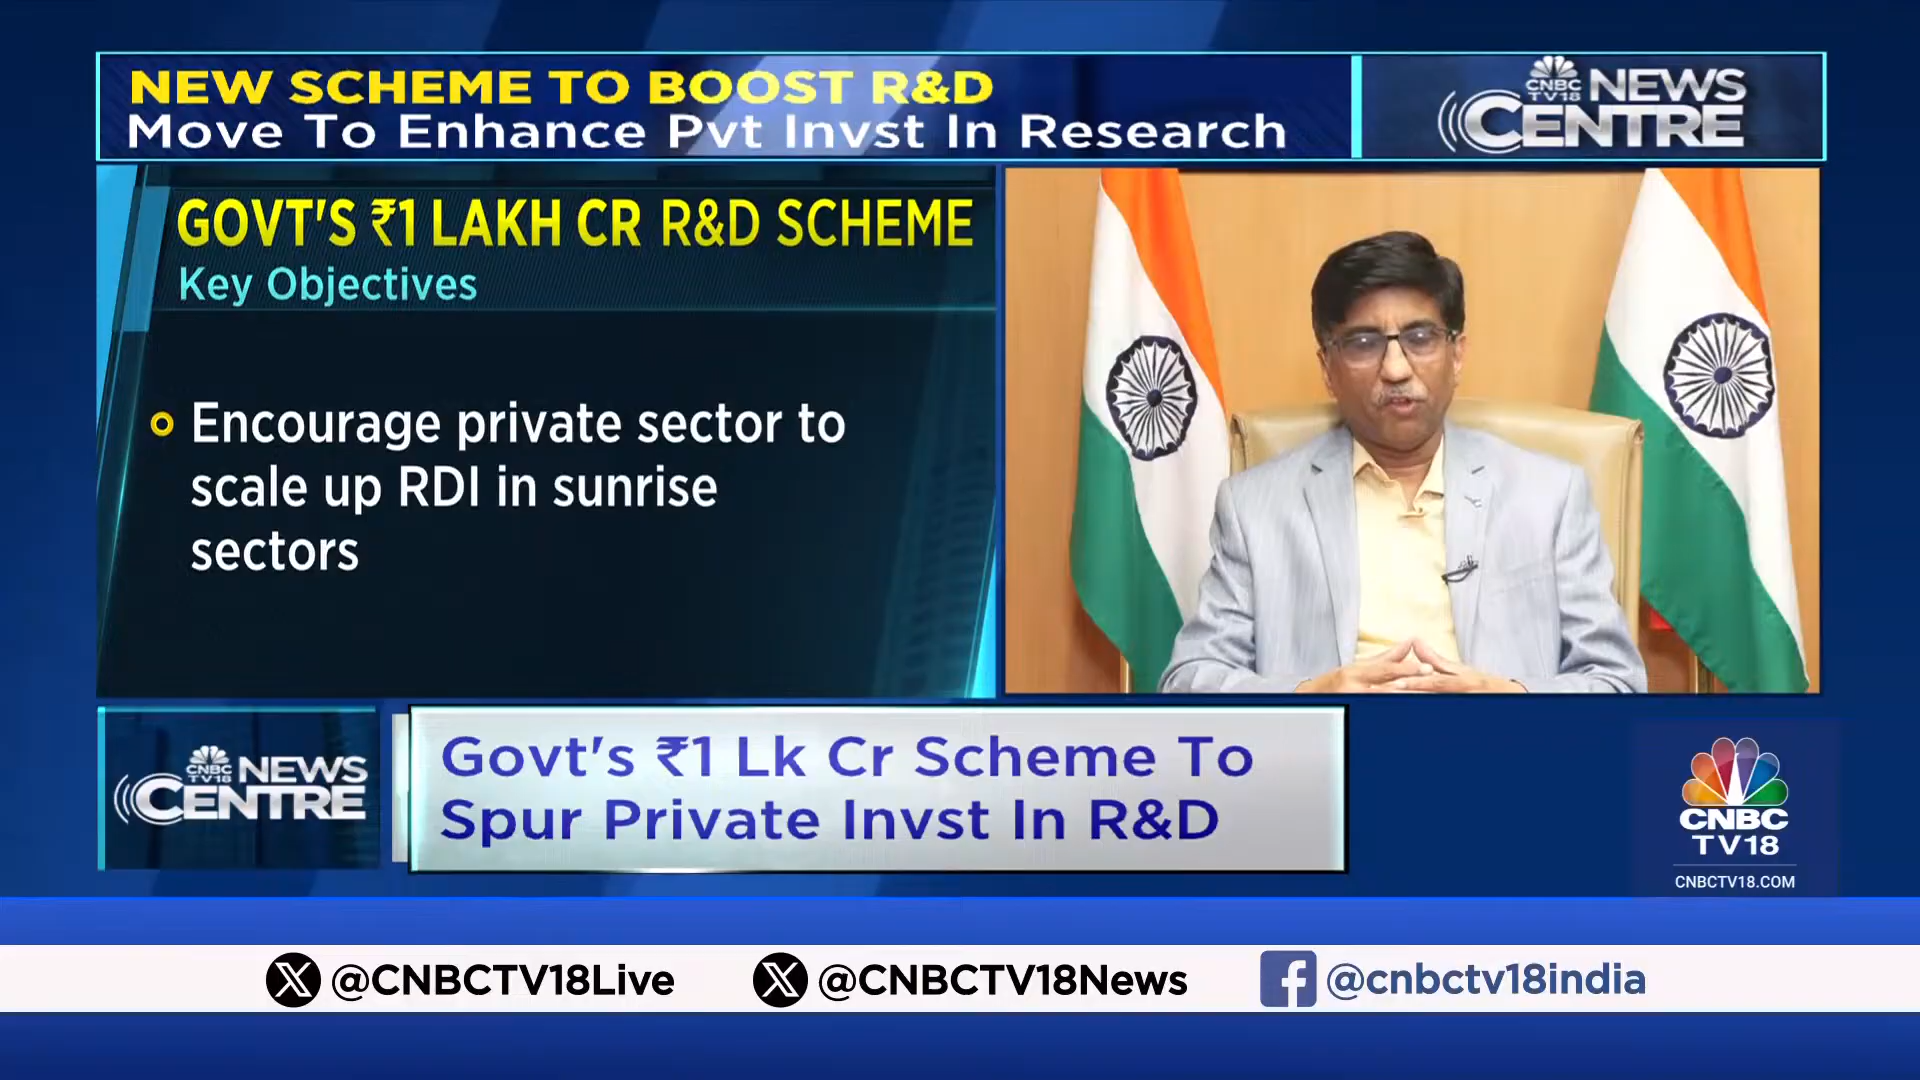 NEW SCHEME TO BOOST R&D
Move To Enhance Pvt Invst In Research
CNBC
TV18
NEWS
CENTRE
GOVT'S ₹1 LAKH CR R&D SCHEME
Key Objectives
Encourage private sector to
scale up RDI in sunrise
sectors
CNBC
TV18
NEWS
CENTRE
Govt's ₹1 Lk Cr Scheme To
Spur Private Invst In R&D
CNBC
TV18
CNBCTV18.COM
@CNBCTV18Live
@CNBCTV18News
@cnbctv18india